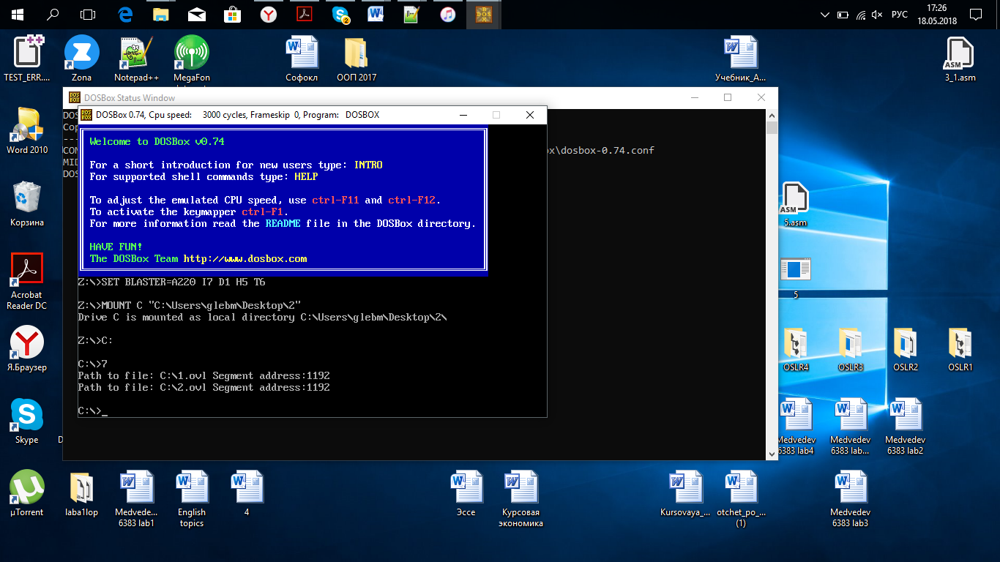 РУС
17:26
18.05.2018
2
TEST_ERR....
Zona
Notepad++
MegaFon
Софокл
ООП 2017
Учебник_А...
3_1.asm
ASM
DOSBox Status Window
DOSBox 0.74, Cpu speed: 3000 cycles, Frameskip 0, Program: DOSBOX
Welcome to DOSBox v0.74
For a short introduction for new users type: INTRO
For supported shell commands type: HELP
To adjust the emulated CPU speed, use ctrl-F11 and ctrl-F12.
To activate the keymapper ctrl-F1.
For more information read the README file in the DOSBox directory.
HAVE FUN!
The DOSBox Team http://www.dosbox.com
Z:\>SET BLASTER=A220 I7 D1 H5 T6
Z:\>MOUNT C "C:\Users\glebm\Desktop\2"
Drive C is mounted as local directory C:\Users\glebm\Desktop\2\
Z:\>C:
C:\>7
Path to file: C:\1.ovl Segment address:1192
Path to file: C:\2.ovl Segment address:1192
C:\>_
DOS
Cop
---
CON
MID
DOS
x\dosbox-0.74.conf
Word 2010
Корзина
Acrobat
Reader DC
Я.Браузер
Skype
D
ASM
5.asm
5
OSLR4
OSLR3
OSLR2
OSLR1
Medvedev
6383 lab4
Medvedev
6383 lab...
Medvedev
6383 lab2
µTorrent
laba1lop
Medvede...
6383 lab1
English
topics
4
Эссе
Курсовая
экономика
Kursovaya_...
otchet_po_...
(1)
Medvedev
6383 lab3